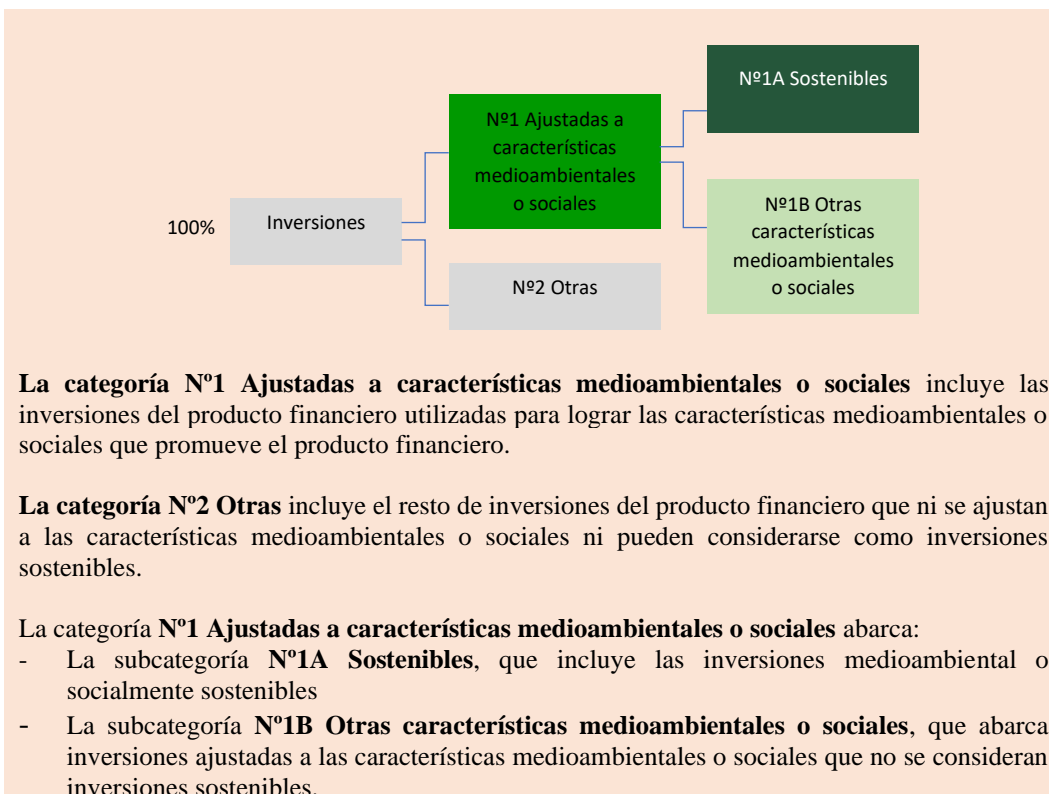 Nº1A Sostenibles
Nº1 Ajustadas a
características
medioambientales
o sociales
Nº1B Otras
características
medioambientales
o sociales
100%
Inversiones
Nº2 Otras
La categoría Nº1 Ajustadas a características medioambientales o sociales incluye las
inversiones del producto financiero utilizadas para lograr las características medioambientales o
sociales que promueve el producto financiero.
La categoría Nº2 Otras incluye el resto de inversiones del producto financiero que ni se ajustan
a las características medioambientales o sociales ni pueden considerarse como inversiones
sostenibles.
La categoría Nº1 Ajustadas a características medioambientales o sociales abarca:
- La subcategoría Nº1A Sostenibles, que incluye las inversiones medioambiental o
socialmente sostenibles
- La subcategoría Nº1B Otras características medioambientales o sociales, que abarca
inversiones ajustadas a las características medioambientales o sociales que no se consideran
inversiones sostenibles.